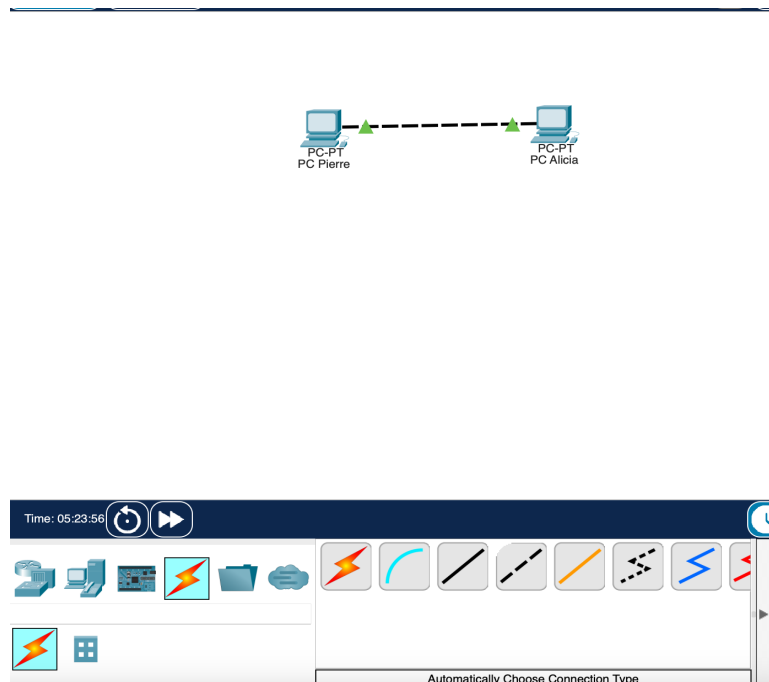 PC-PT
PC Pierre
PC-PT
PC Alicia
Time: 05:23:56
Automatically Choose Connection Type